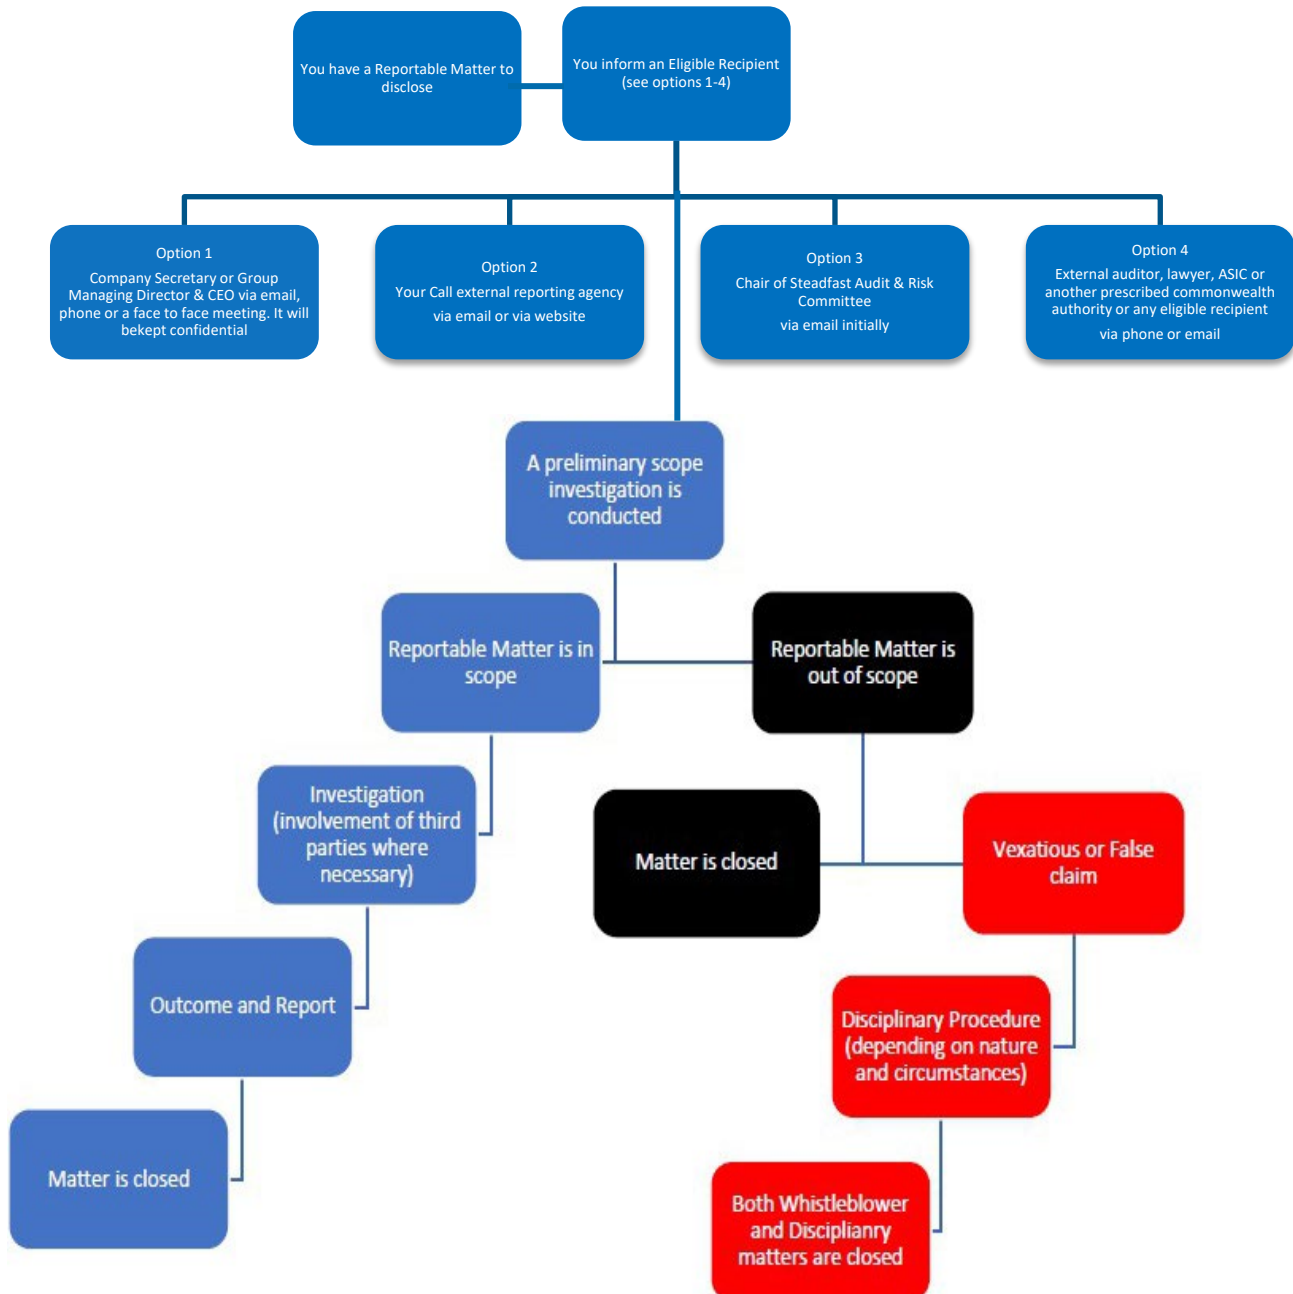 You have a Reportable Matter to
disclose
You inform an Eligible Recipient
(see options 1-4)
Option 1
Company Secretary or Group
Managing Director & CEO via email,
phone or a face to face meeting. It will
bekept confidential
Option 2
Your Call external reporting agency
via email or via website
Option 3
Chair of Steadfast Audit & Risk
Committee
via email initially
Option 4
External auditor, lawyer, ASIC or
another prescribed commonwealth
authority or any eligible recipient
via phone or email
A preliminary scope
investigation is
conducted
Reportable Matter is in
scope
Reportable Matter is
out of scope
Investigation
(involvement of third
parties where
necessary)
Matter is closed
Vexatious or False
claim
Outcome and Report
Disciplinary Procedure
(depending on nature
and circumstances)
Matter is closed
Both Whistleblower
and Displianry
matters are closed